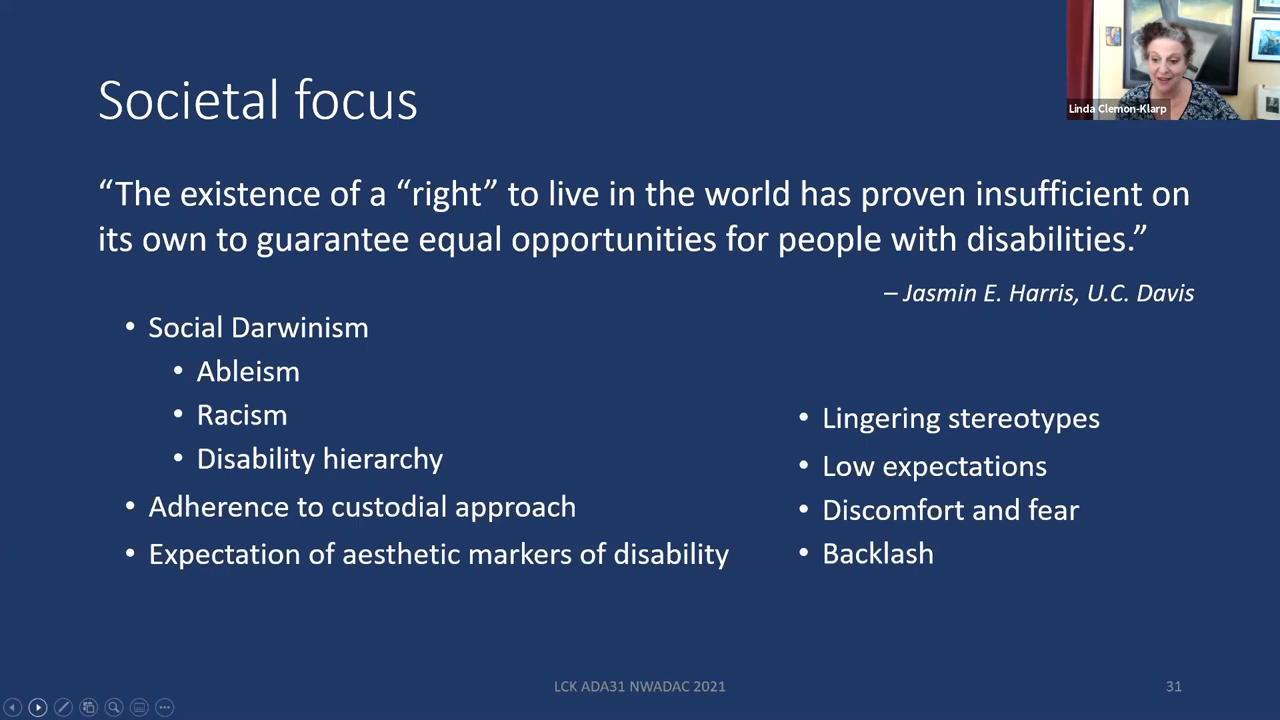 Linda Clemon-Klarp
Societal focus
“The existence of a “right” to live in the world has proven insufficient on
its own to guarantee equal opportunities for people with disabilities.”
– Jasmin E. Harris, U.C. Davis
• Social Darwinism
• Ableism
• Racism
• Disability hierarchy
• Adherence to custodial approach
• Expectation of aesthetic markers of disability
• Lingering stereotypes
• Low expectations
• Discomfort and fear
• Backlash
LCK ADA31 NWADAC 2021
31